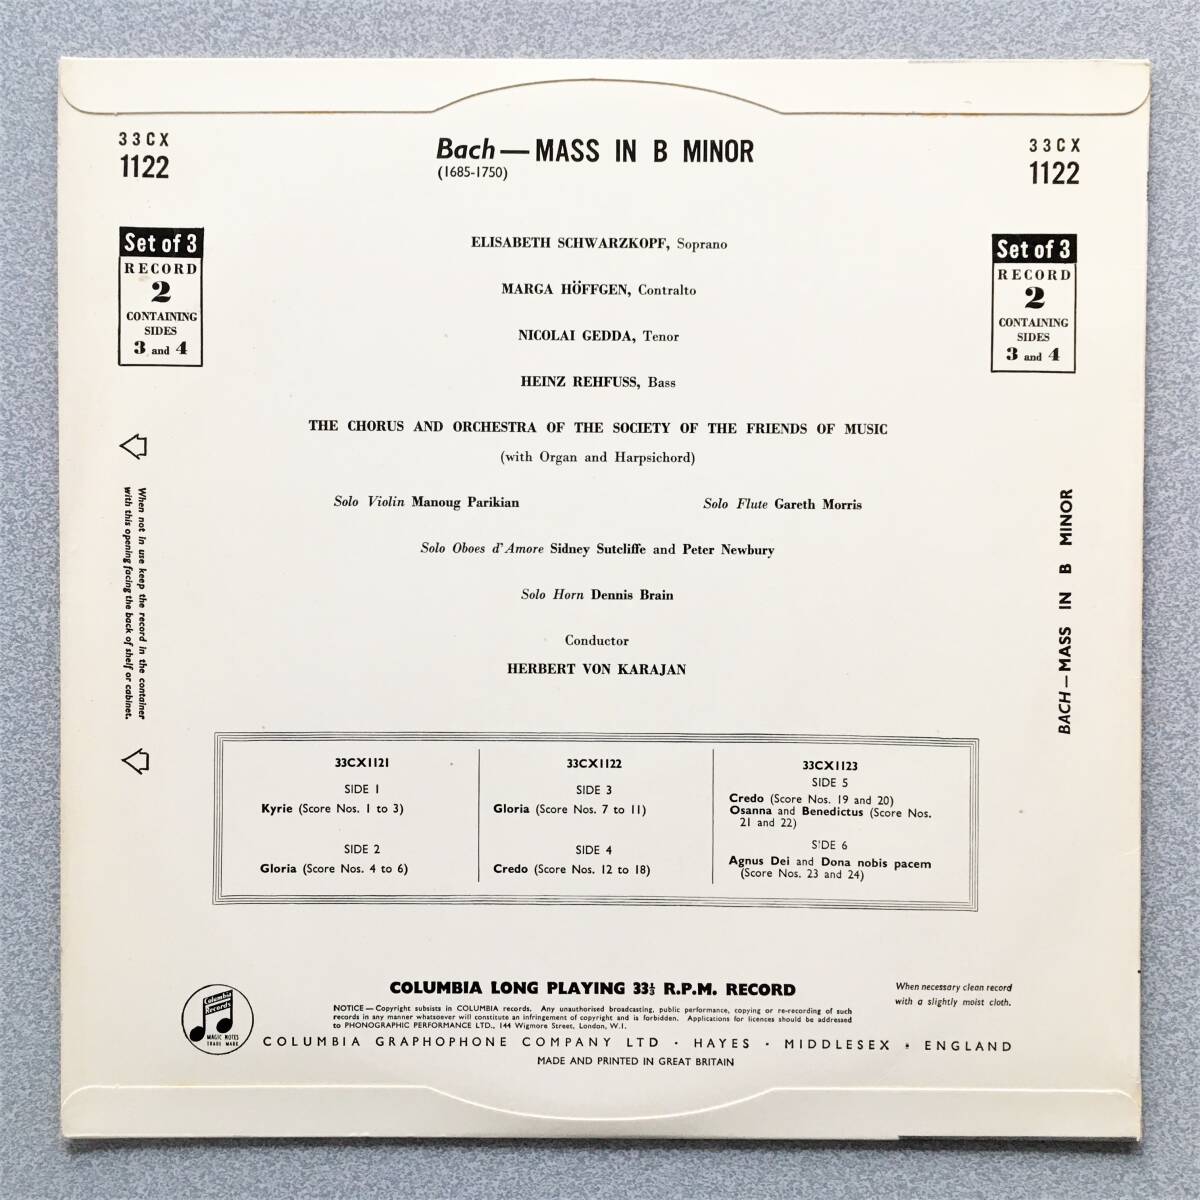 33CX
1122
Bach — MASS IN B MINOR
(1685-1750)
33CX
1122
Set of 3
RECORD
2
CONTAINING
SIDES
3 and 4
Set of 3
RECORD
2
CONTAINING
SIDES
3 and 4
ELISABETH SCHWARZKOPF, Soprano
MARGA HÖFFGEN, Contralto
NICOLAI GEDDA, Tenor
HEINZ REHFUSS, Bass
THE CHORUS AND ORCHESTRA OF THE SOCIETY OF THE FRIENDS OF MUSIC
(with Organ and Harpsichord)
Solo Violin Manoug Parikian
Solo Flute Gareth Morris
Solo Oboes d'Amore Sidney Sutcliffe and Peter Newbury
Solo Horn Dennis Brain
Conductor
HERBERT VON KARAJAN
When not in use keep the record in the container
with this opening facing the back of shelf or cabinet.
BACH — MASS IN B MINOR
33CX1121
SIDE 1
Kyrie (Score Nos. 1 to 3)
SIDE 2
Gloria (Score Nos. 4 to 6)
33CX1122
SIDE 3
Gloria (Score Nos. 7 to 11)
SIDE 4
Credo (Score Nos. 12 to 18)
33CX1123
SIDE 5
Credo (Score Nos. 19 and 20)
Osanna and Benedictus (Score Nos.
21 and 22)
SIDE 6
Agnus Dei and Dona nobis pacem
(Score Nos. 23 and 24)
Columbia
Records
MAGIC NOTES
TRADE MARK
COLUMBIA LONG PLAYING 33⅓ R.P.M. RECORD
NOTICE — Copyright subsists in COLUMBIA records. Any unauthorised broadcasting, public performance, copying or re-recording of such
records in any manner whatsoever will constitute an infringement of copyright and is forbidden. Applications for licences should be addressed
to PHONOGRAPHIC PERFORMANCE LTD., 144 Wigmore Street, London, W.1.
When necessary clean record
with a slightly moist cloth.
COLUMBIA GRAPHOPHONE COMPANY LTD · HAYES · MIDDLESEX · ENGLAND
MADE AND PRINTED IN GREAT BRITAIN